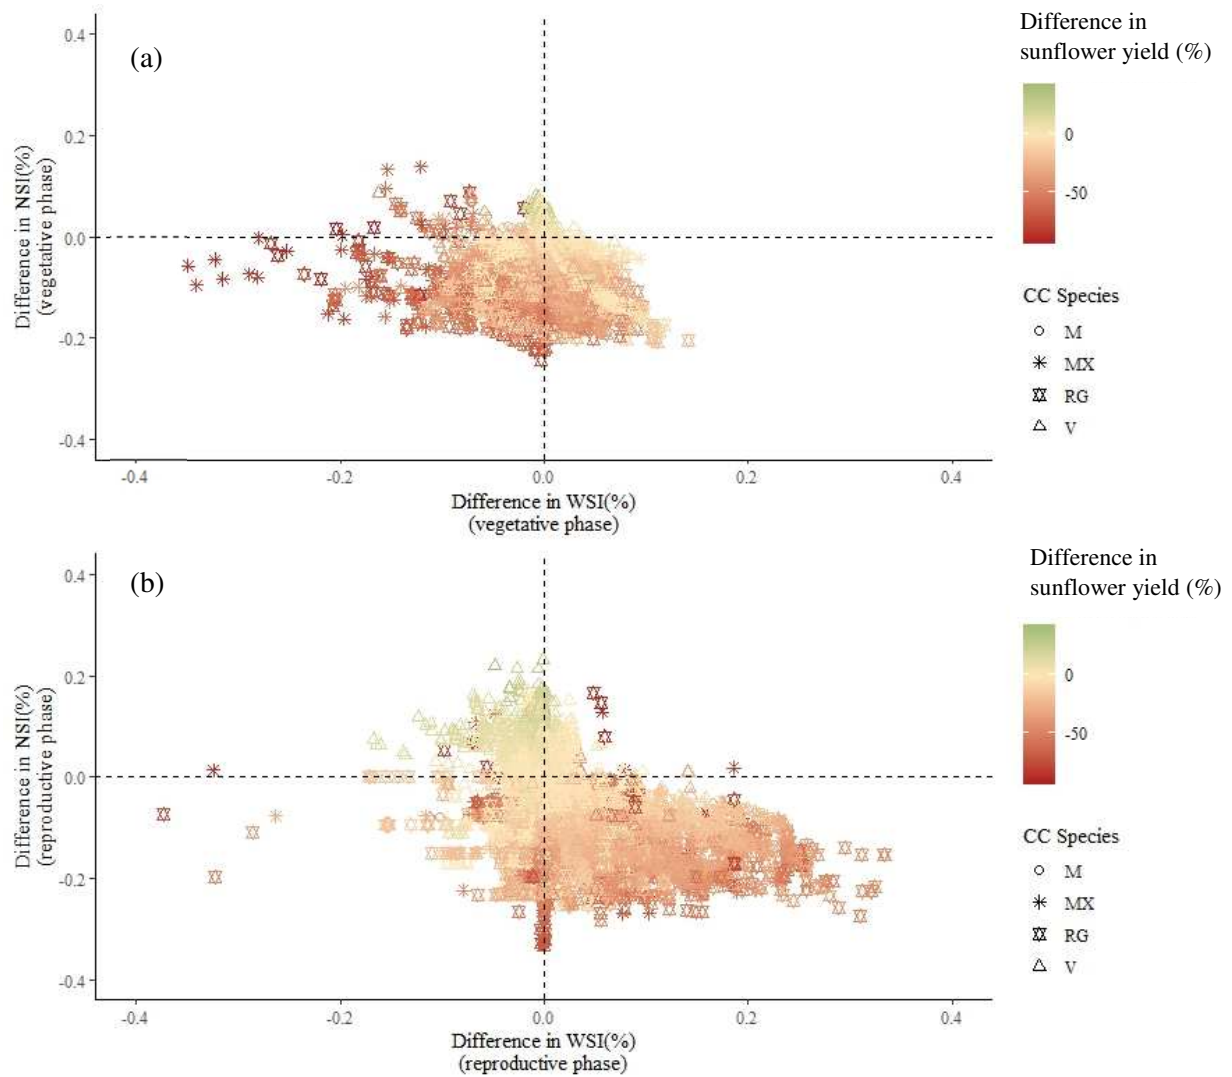 (a)
0.4
0.2
0.0
-0.2
-0.4
Difference in NSI(%)
(vegetative phase)
-0.4
-0.2
0.0
0.2
0.4
Difference in WSI(%)
(vegetative phase)
Difference in
sunflower yield (%)
0
-50
CC Species
M
MX
RG
V
(b)
0.4
0.2
0.0
-0.2
-0.4
Difference in NSI(%)
(reproductive phase)
-0.4
-0.2
0.0
0.2
0.4
Difference in WSI(%)
(reproductive phase)
Difference in
sunflower yield (%)
0
-50
CC Species
M
MX
RG
V